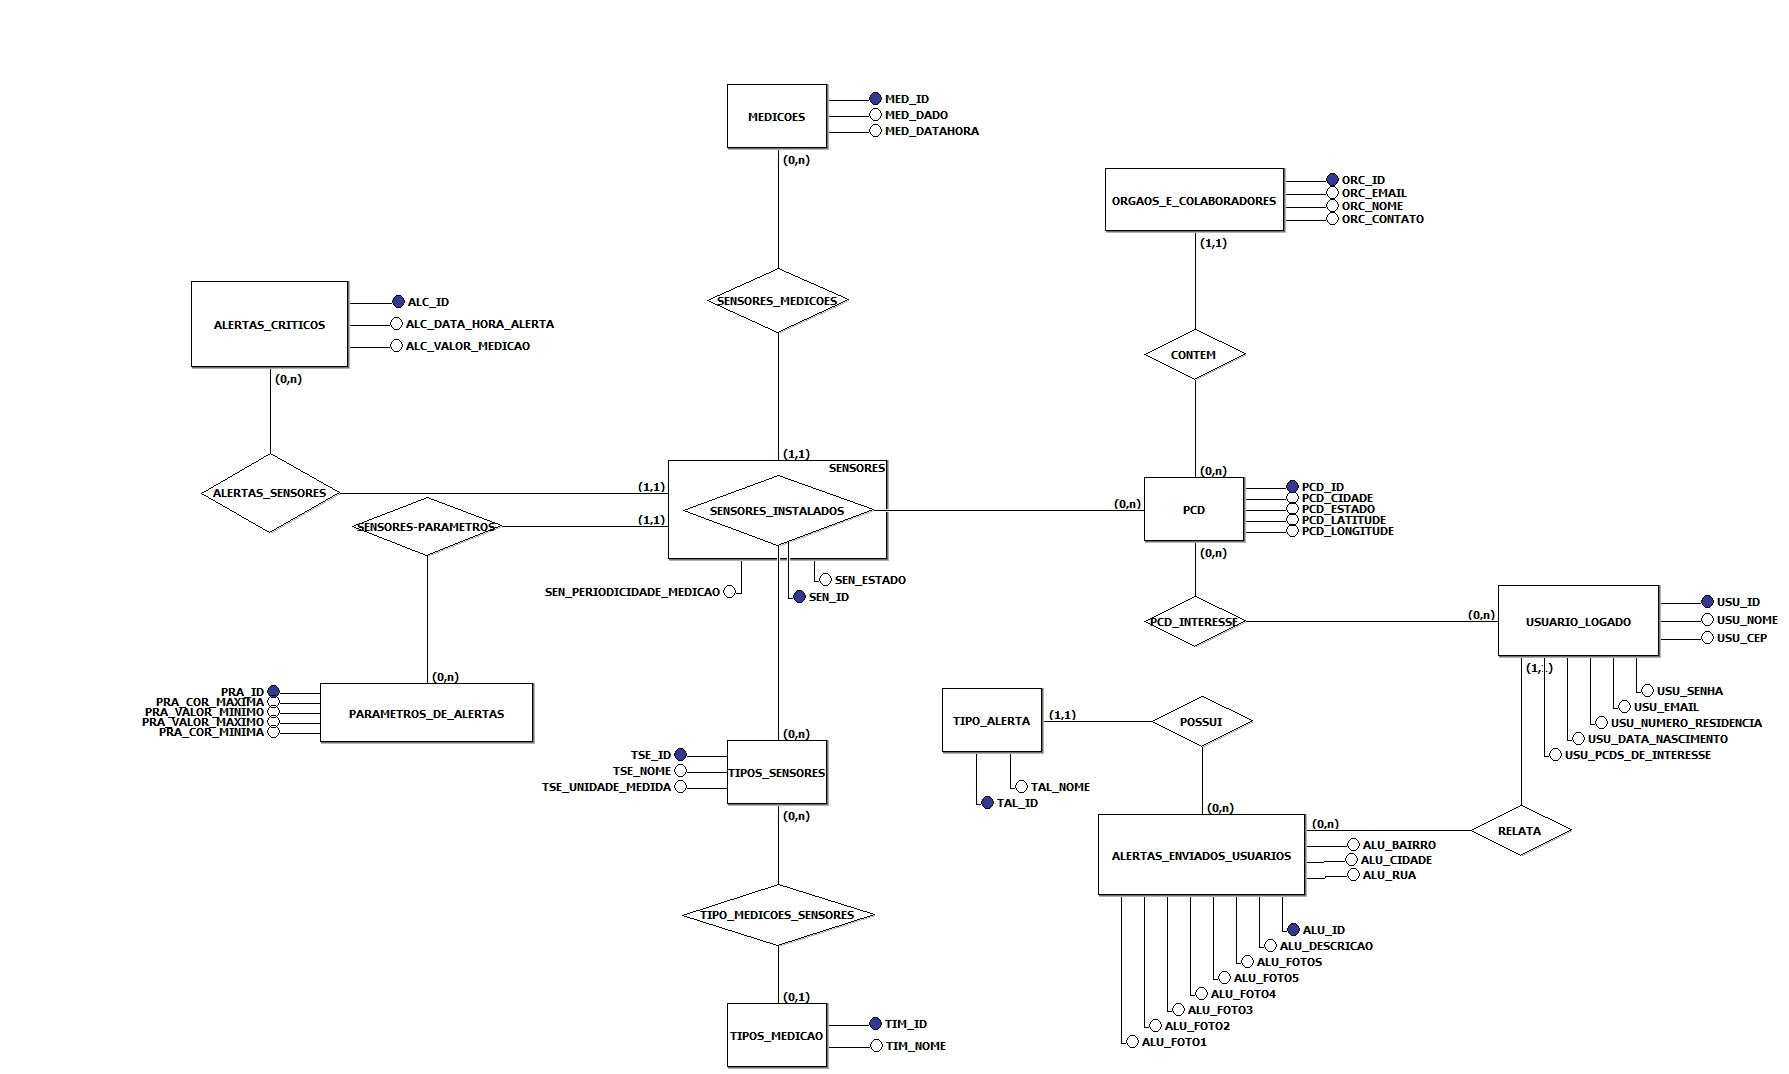 MEDICOES
MED_ID
MED_DADO
MED_DATAHORA
(0,n)
SENSORES_MEDICOES
(1,1)
ORGAOS_E_COLABORADORES
ORC_ID
ORC_EMAIL
ORC_NOME
ORC_CONTATO
(1,1)
CONTEM
(0,n)
ALERTAS_CRITICOS
ALC_ID
ALC_DATA_HORA_ALERTA
ALC_VALOR_MEDICAO
(0,n)
ALERTAS_SENSORES
(1,1)
SENSORES-PARAMETROS
(1,1)
SENSORES
SENSORES_INSTALADOS
(0,n)
PCD
PCD_ID
PCD_CIDADE
PCD_ESTADO
PCD_LATITUDE
PCD_LONGITUDE
(0,n)
SEN_ESTADO
SEN_PERIODICIDADE_MEDICAO
SEN_ID
PCD_INTERESSE
(0,n)
USUARIO_LOGADO
USU_ID
USU_NOME
USU_CEP
USU_SENHA
USU_EMAIL
USU_NUMERO_RESIDENCIA
USU_DATA_NASCIMENTO
USU_PCDS_DE_INTERESSE
(0,n)
PARAMETROS_DE_ALERTAS
PRA_ID
PRA_COR_MAXIMA
PRA_VALOR_MINIMO
PRA_VALOR_MAXIMO
PRA_COR_MINIMA
(0,n)
TIPOS_SENSORES
TSE_ID
TSE_NOME
TSE_UNIDADE_MEDIDA
(0,n)
TIPO_ALERTA
(1,1)
POSSUI
TAL_NOME
TAL_ID
(0,n)
ALERTAS_ENVIADOS_USUARIOS
(0,n)
RELATA
ALU_BAIRRO
ALU_CIDADE
ALU_RUA
ALU_ID
ALU_DESCRICAO
ALU_FOTOS
ALU_FOTO5
ALU_FOTO4
ALU_FOTO3
ALU_FOTO2
ALU_FOTO1
TIPO_MEDICOES_SENSORES
(0,1)
TIPOS_MEDICAO
TIM_ID
TIM_NOME